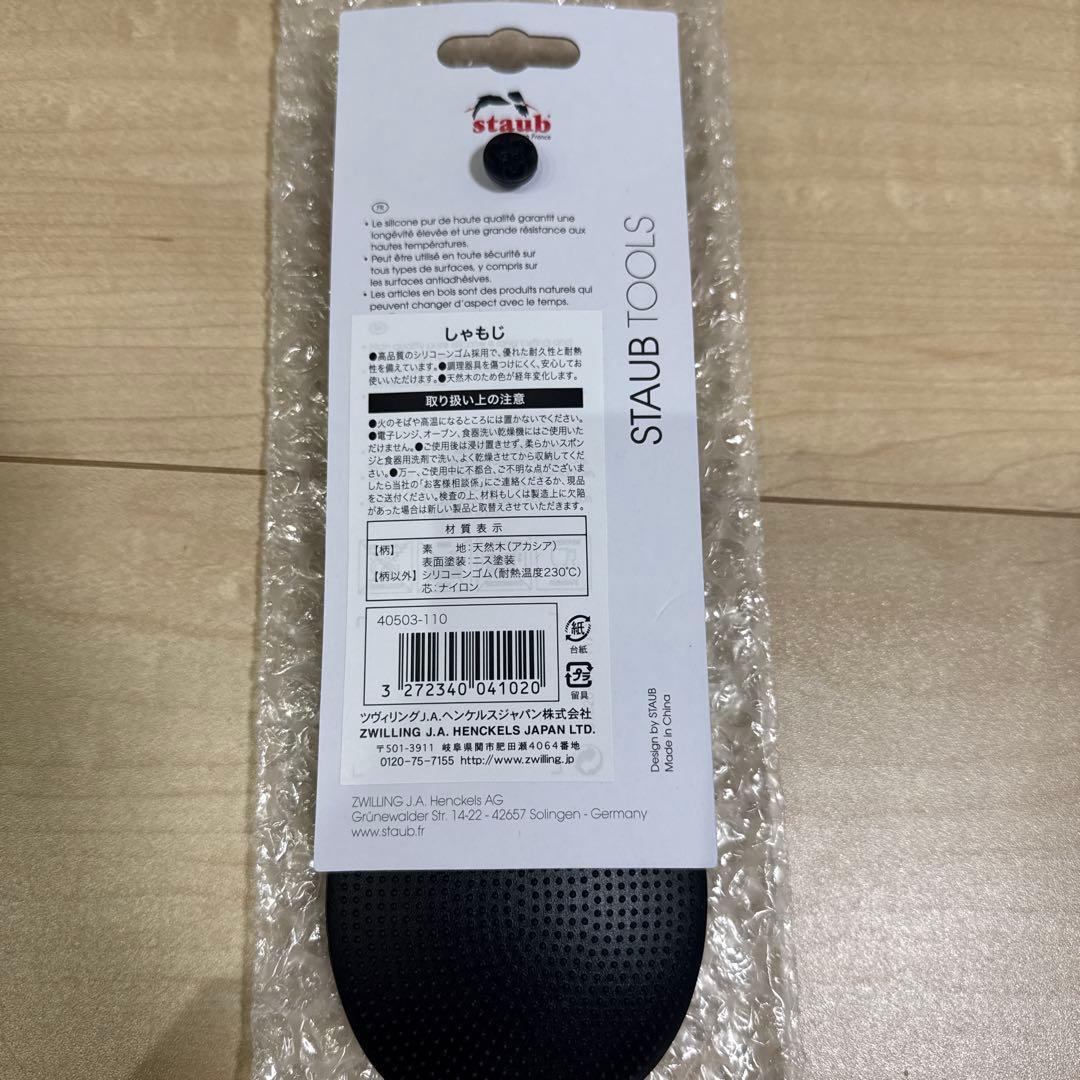 staub
France
FR
• Le silicone pur de haute qualité garantit une
longévité élevée et une grande résistance aux
hautes températures.
• Peut être utilisé en toute sécurité sur
tous types de surfaces, y compris sur
les surfaces antiadhésives.
• Les articles en bois sont des produits naturels qui
peuvent changer d'aspect avec le temps.
STAUB TOOLS
しゃもじ
●高品質のシリコーンゴム採用で、優れた耐久性と耐熱
性を備えています。●調理器具を傷つけにくく、安心してお
使いいただけます。●天然木のため色が経年変化します。
取り扱い上の注意
●火のそばや高温になるところには置かないでください。
●電子レンジ、オーブン、食器洗い乾燥機にはご使用いた
だけません。●ご使用後は浸け置きせず、柔らかいスポン
ジと食器用洗剤で洗い、よく乾燥させてから収納してくだ
さい。●万一、ご使用中に不都合、ご不明な点がございま
したら当社の「お客様相談係」にご連絡くださるか、現品
をご送付ください。検査の上、材料もしくは製造上に欠陥
があった場合は新しい製品と取替えさせていただきます。
材質表示
【柄】 素 地:天然木(アカシア)
表面塗装:ニス塗装
【柄以外】 シリコーンゴム(耐熱温度230℃)
芯:ナイロン
40503-110
3 272340 041020
紙
台紙
プラ
留具
ツヴィリングJ.A.ヘンケルスジャパン株式会社
ZWILLING J.A. HENCKELS JAPAN LTD.
〒501-3911 岐阜県関市肥田瀬4064番地
0120-75-7155 http://www.zwilling.jp
Design by STAUB
Made in China
ZWILLING J.A. Henckels AG
Grünewalder Str. 14-22 - 42657 Solingen - Germany
www.staub.fr